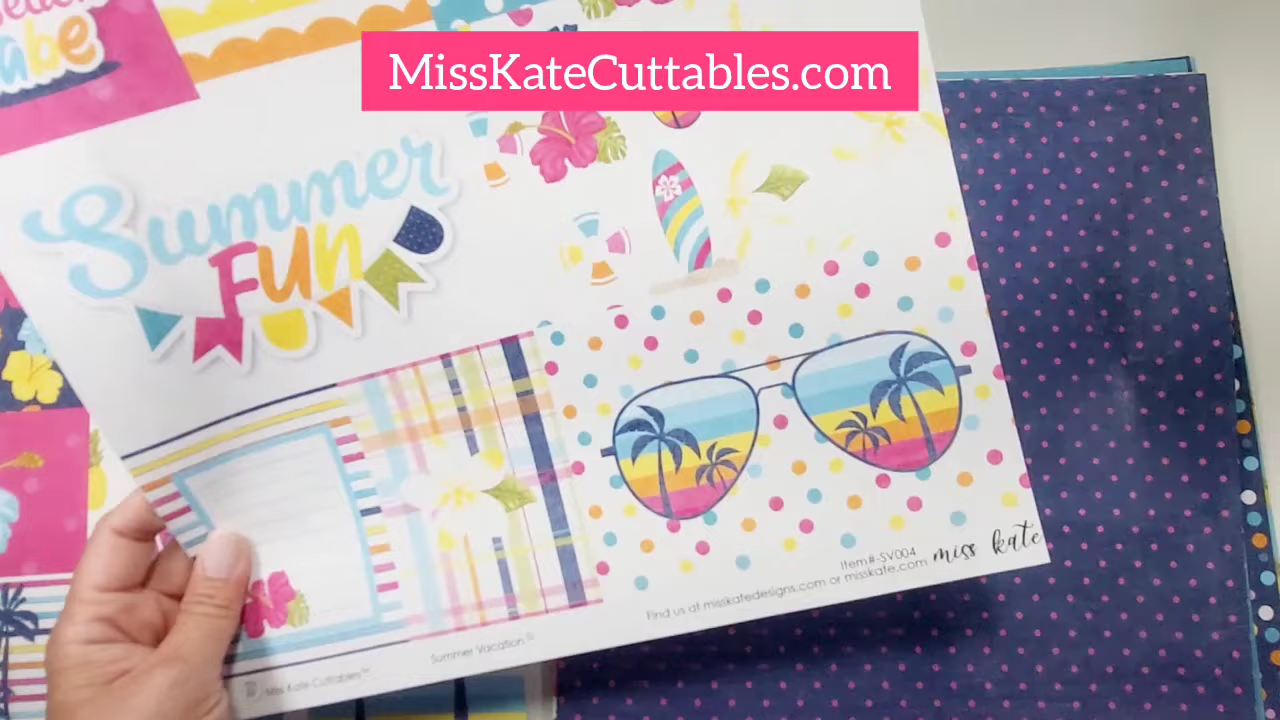 MissKateCuttables.com
Summer
Fun
Item#-SV004
miss kate
Find us at misskatedesigns.com or misskate.com
Summer Vacation©
Miss Kate Cuttables™